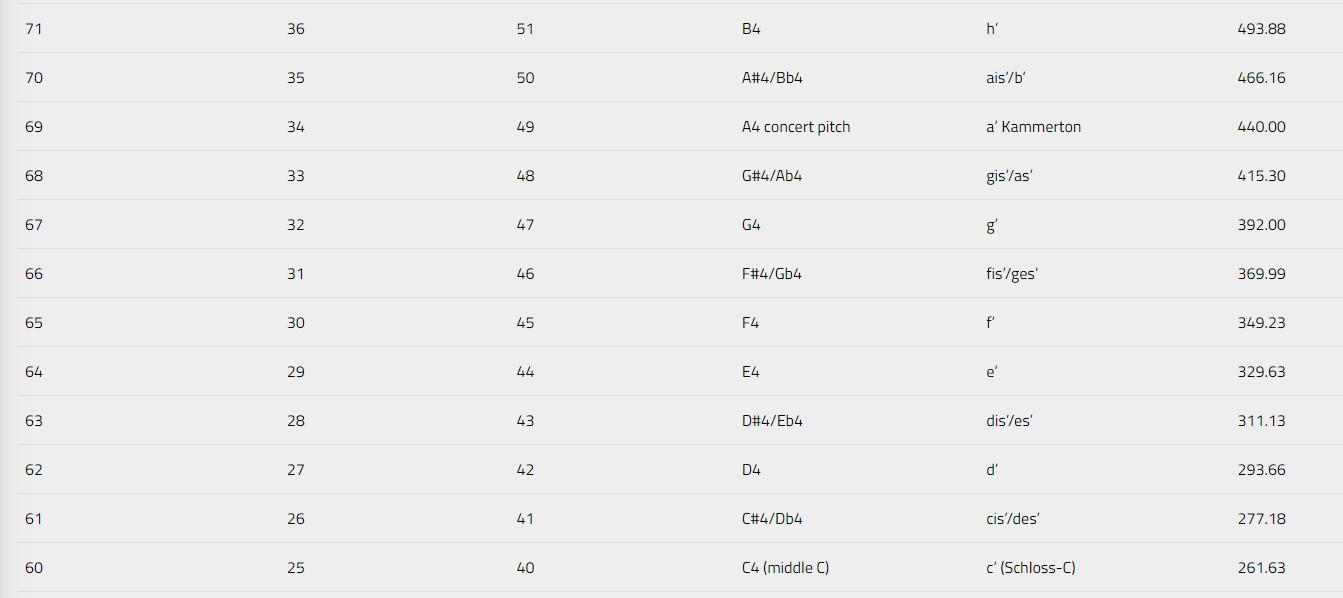 71 36 51 B4 h’ 493.88
70 35 50 A#4/Bb4 ais’/b’ 466.16
69 34 49 A4 concert pitch a’ Kammerton 440.00
68 33 48 G#4/Ab4 gis’/as’ 415.30
67 32 47 G4 g’ 392.00
66 31 46 F#4/Gb4 fis’/ges’ 369.99
65 30 45 F4 f’ 349.23
64 29 44 E4 e’ 329.63
63 28 43 D#4/Eb4 dis’/es’ 311.13
62 27 42 D4 d’ 293.66
61 26 41 C#4/Db4 cis’/des’ 277.18
60 25 40 C4 (middle C) c’ (Schloss-C) 261.63